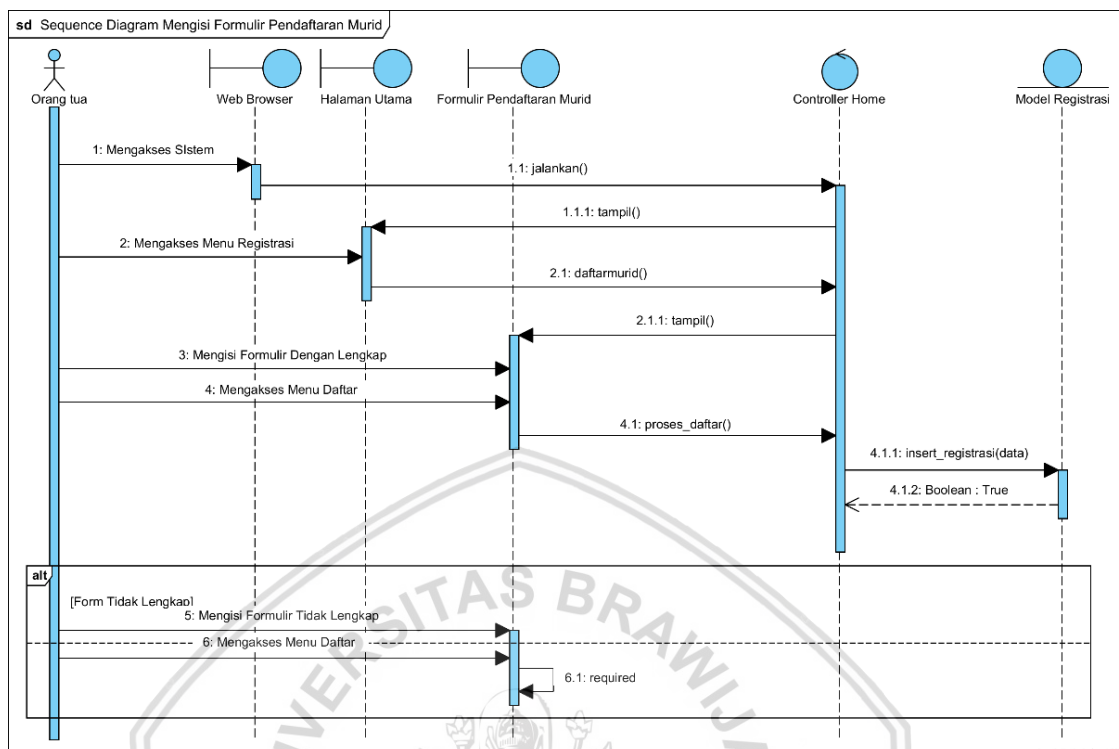 sd Sequence Diagram Mengisi Formulir Pendaftaran Murid
Orang tua
Web Browser
Halaman Utama
Formulir Pendaftaran Murid
Controller Home
Model Registrasi
1: Mengakses SIstem
1.1: jalankan()
1.1.1: tampil()
2: Mengakses Menu Registrasi
2.1: daftarmurid()
2.1.1: tampil()
3: Mengisi Formulir Dengan Lengkap
4: Mengakses Menu Daftar
4.1: proses_daftar()
4.1.1: insert_registrasi(data)
4.1.2: Boolean : True
alt
[Form Tidak Lengkap]
5: Mengisi Formulir Tidak Lengkap
6: Mengakses Menu Daftar
6.1: required
VERSITAS BRAWIJA